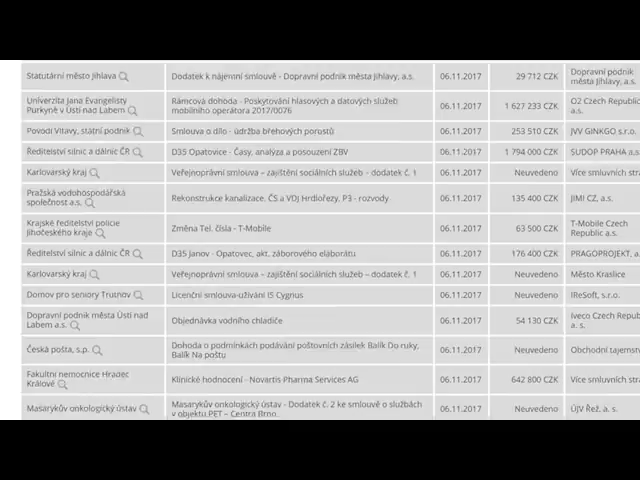 Statutární město Jihlava Dodatek k nájemní smlouvě - Dopravní podnik města Jihlavy, a.s. 06.11.2017 29 712 CZK Dopravní podnik
města Jihlavy, a.s.
Univerzita Jana Evangelisty
Purkyně v Ústí nad Labem Rámcová dohoda - Poskytování hlasových a datových služeb
mobilního operátora 2017/0076 06.11.2017 1 627 233 CZK O2 Czech Republic
a.s.
Povodí Vltavy, státní podnik Smlouva o dílo - údržba břehových porostů 06.11.2017 253 510 CZK JVV GINKGO s.r.o.
Ředitelství silnic a dálnic ČR D35 Opatovice - Časy, analýza a posouzení ZBV 06.11.2017 1 794 000 CZK SUDOP PRAHA a.s.
Karlovarský kraj Veřejnoprávní smlouva – zajištění sociálních služeb – dodatek č. 1 06.11.2017 Neuvedeno Více smluvních stra
Pražská vodohospodářská
společnost a.s. Rekonstrukce kanalizace, ČS a VDJ Hrdlořezy, P3 - rozvody 06.11.2017 135 400 CZK JIMI CZ, a.s.
Krajské ředitelství policie
Jihočeského kraje Změna Tel. čísla - T-Mobile 06.11.2017 63 500 CZK T-Mobile Czech
Republic a.s.
Ředitelství silnic a dálnic ČR D35 Janov - Opatovec, akt. záborového elaborátu 06.11.2017 176 400 CZK PRAGOPROJEKT, a.
Karlovarský kraj Veřejnoprávní smlouva – zajištění sociálních služeb – dodatek č. 1 06.11.2017 Neuvedeno Město Kraslice
Domov pro seniory Trutnov Licenční smlouva-užívání IS Cygnus 06.11.2017 Neuvedeno IReSoft, s.r.o.
Dopravní podnik města Ústí nad
Labem a.s. Objednávka vodního chladiče 06.11.2017 54 130 CZK Iveco Czech Repub
a. s.
Česká pošta, s.p. Dohoda o podmínkách podávání poštovních zásilek Balík Do ruky,
Balík Na poštu 06.11.2017 Neuvedeno Obchodní tajemstv
Fakultní nemocnice Hradec
Králové Klinické hodnocení - Novartis Pharma Services AG 06.11.2017 642 800 CZK Více smluvních stra
Masarykův onkologický ústav Masarykův onkologický ústav - Dodatek č. 2 ke smlouvě o službách
v objektu PET – Centra Brno. 06.11.2017 Neuvedeno ÚJV Řež, a. s.